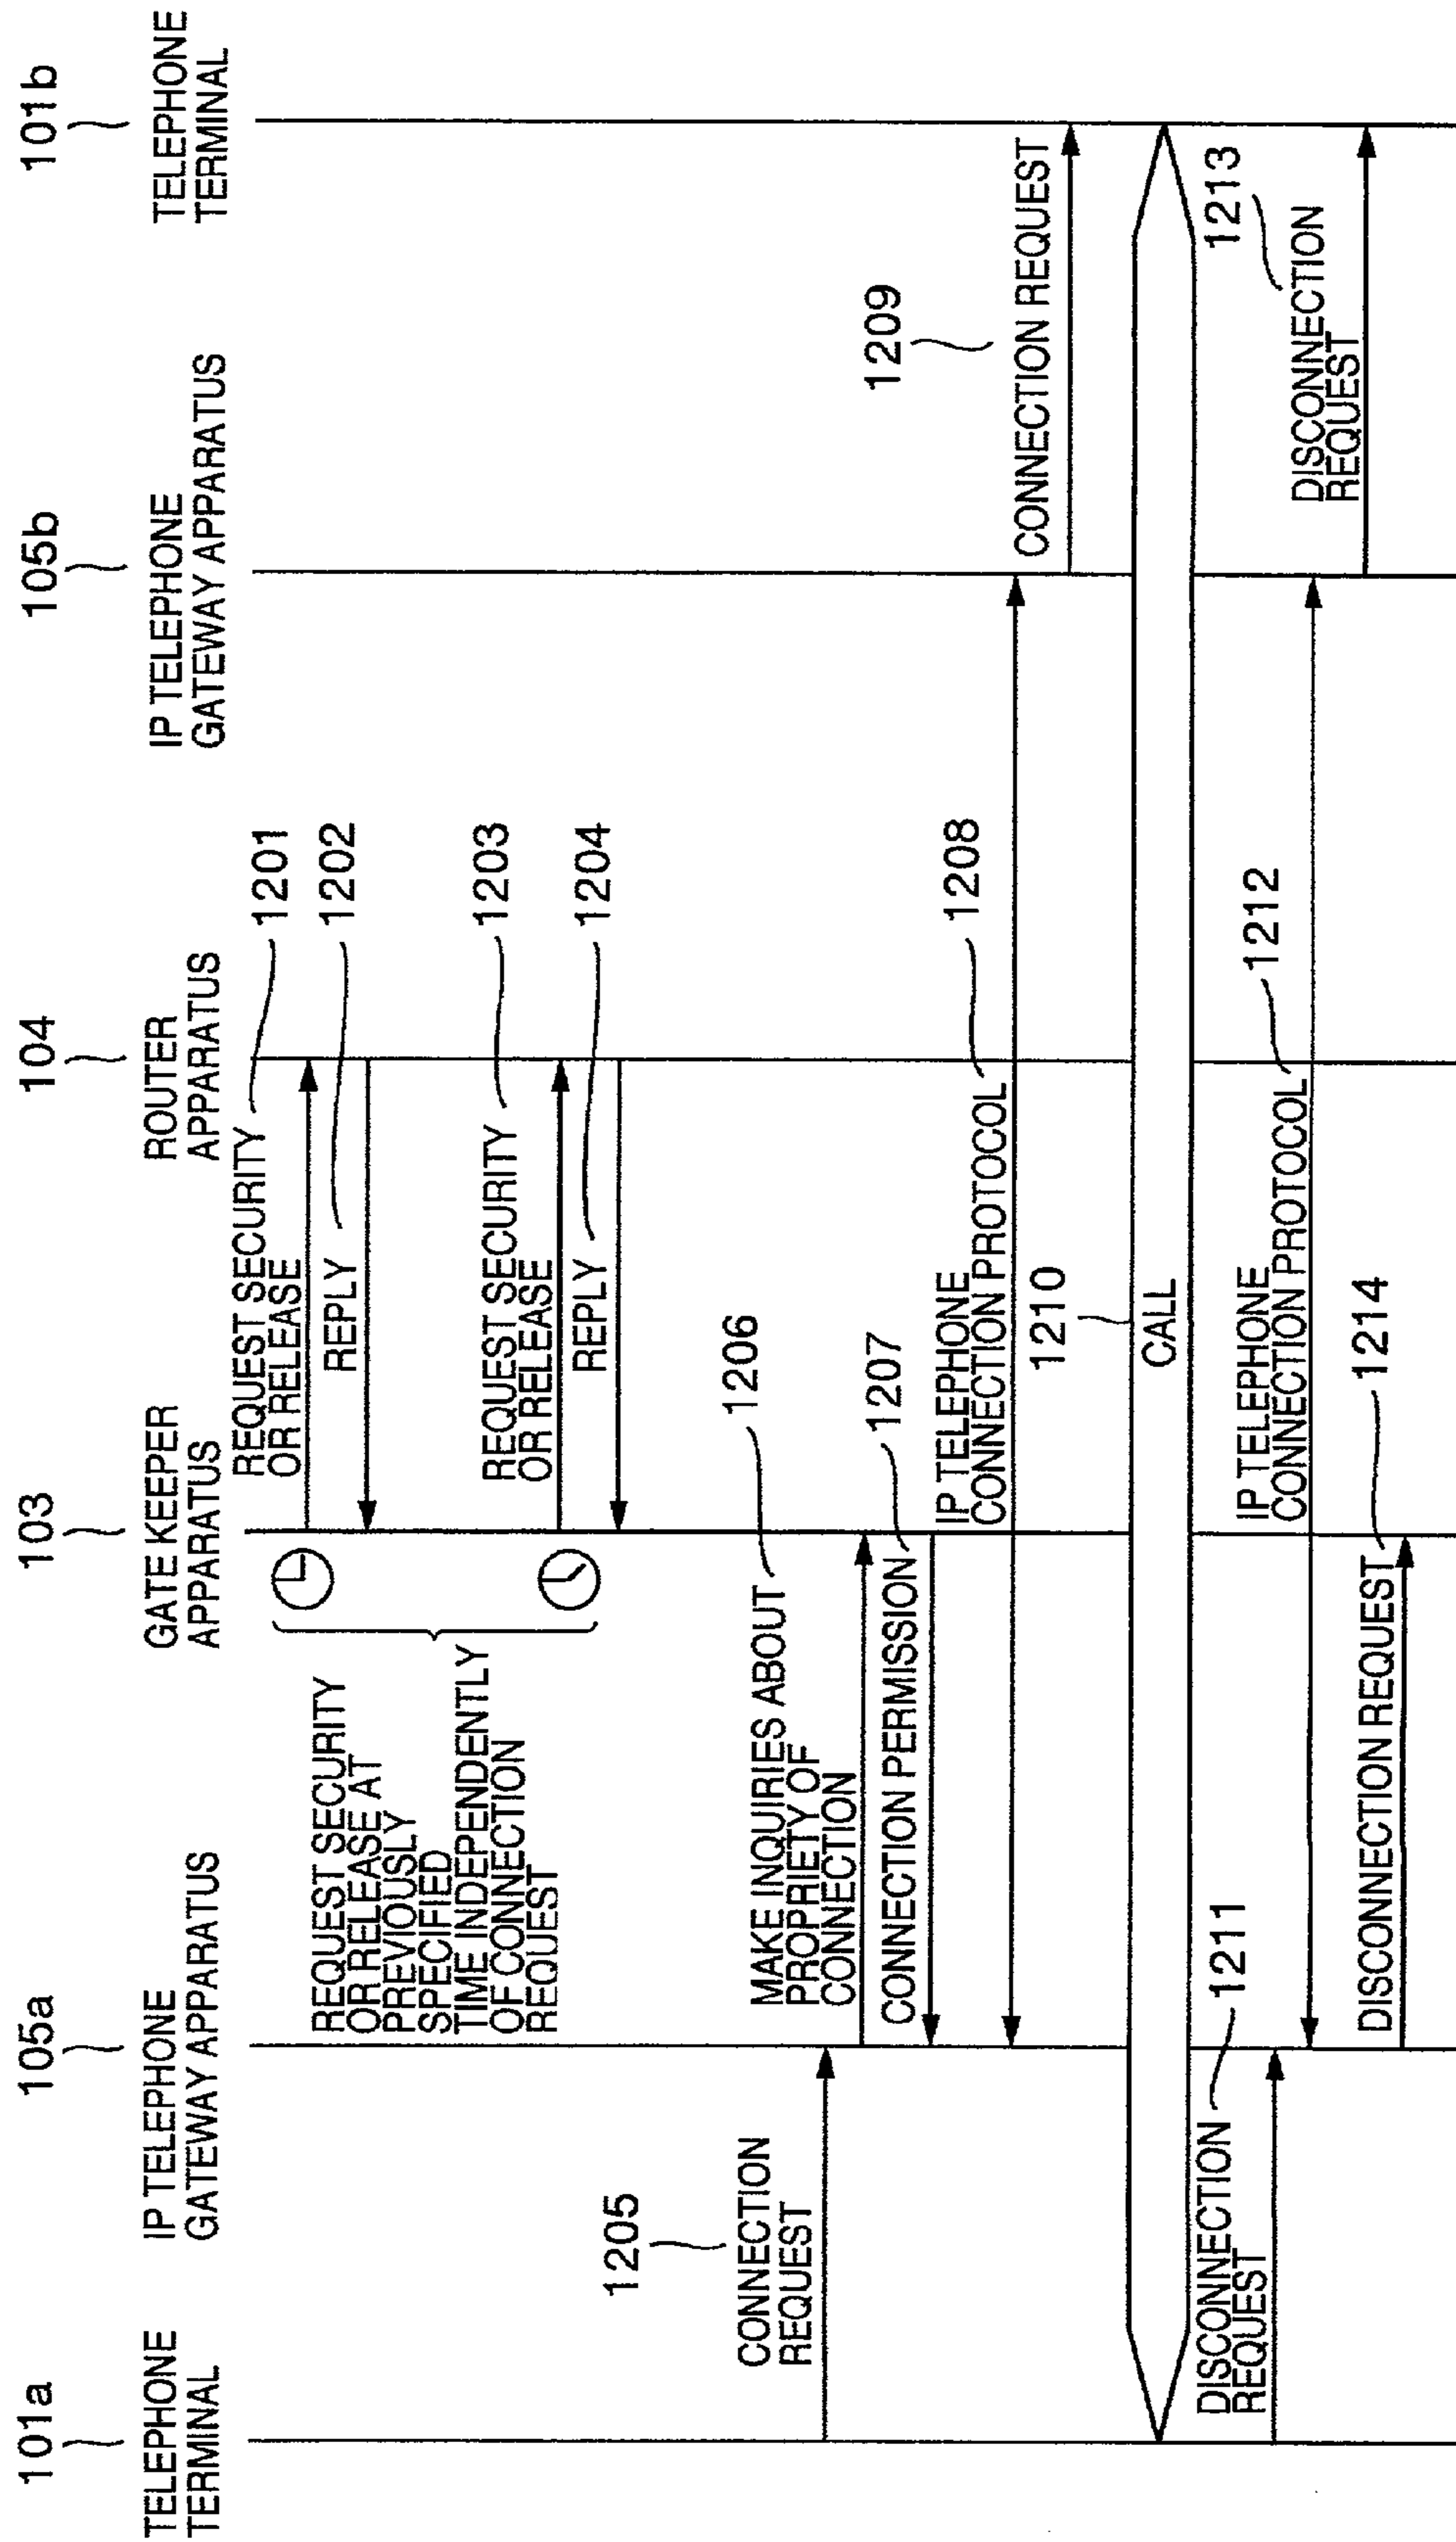 101a
TELEPHONE
TERMINAL
105a
IP TELEPHONE
GATEWAY APPARATUS
103
GATE KEEPER
APPARATUS
104
ROUTER
APPARATUS
105b
IP TELEPHONE
GATEWAY APPARATUS
101b
TELEPHONE
TERMINAL
REQUEST SECURITY
OR RELEASE
1201
REPLY
1202
REQUEST SECURITY
OR RELEASE AT
PREVIOUSLY
SPECIFIED
TIME INDEPENDENTLY
OF CONNECTION
REQUEST
REQUEST SECURITY
OR RELEASE
1203
REPLY
1204
1205
CONNECTION
REQUEST
MAKE INQUIRIES ABOUT
PROPRIETY OF
CONNECTION
1206
CONNECTION PERMISSION
1207
IP TELEPHONE
CONNECTION PROTOCOL
1208
1209
CONNECTION REQUEST
1210
CALL
DISCONNECTION
REQUEST
1211
IP TELEPHONE
CONNECTION PROTOCOL
1212
1213
DISCONNECTION
REQUEST
DISCONNECTION REQUEST
1214